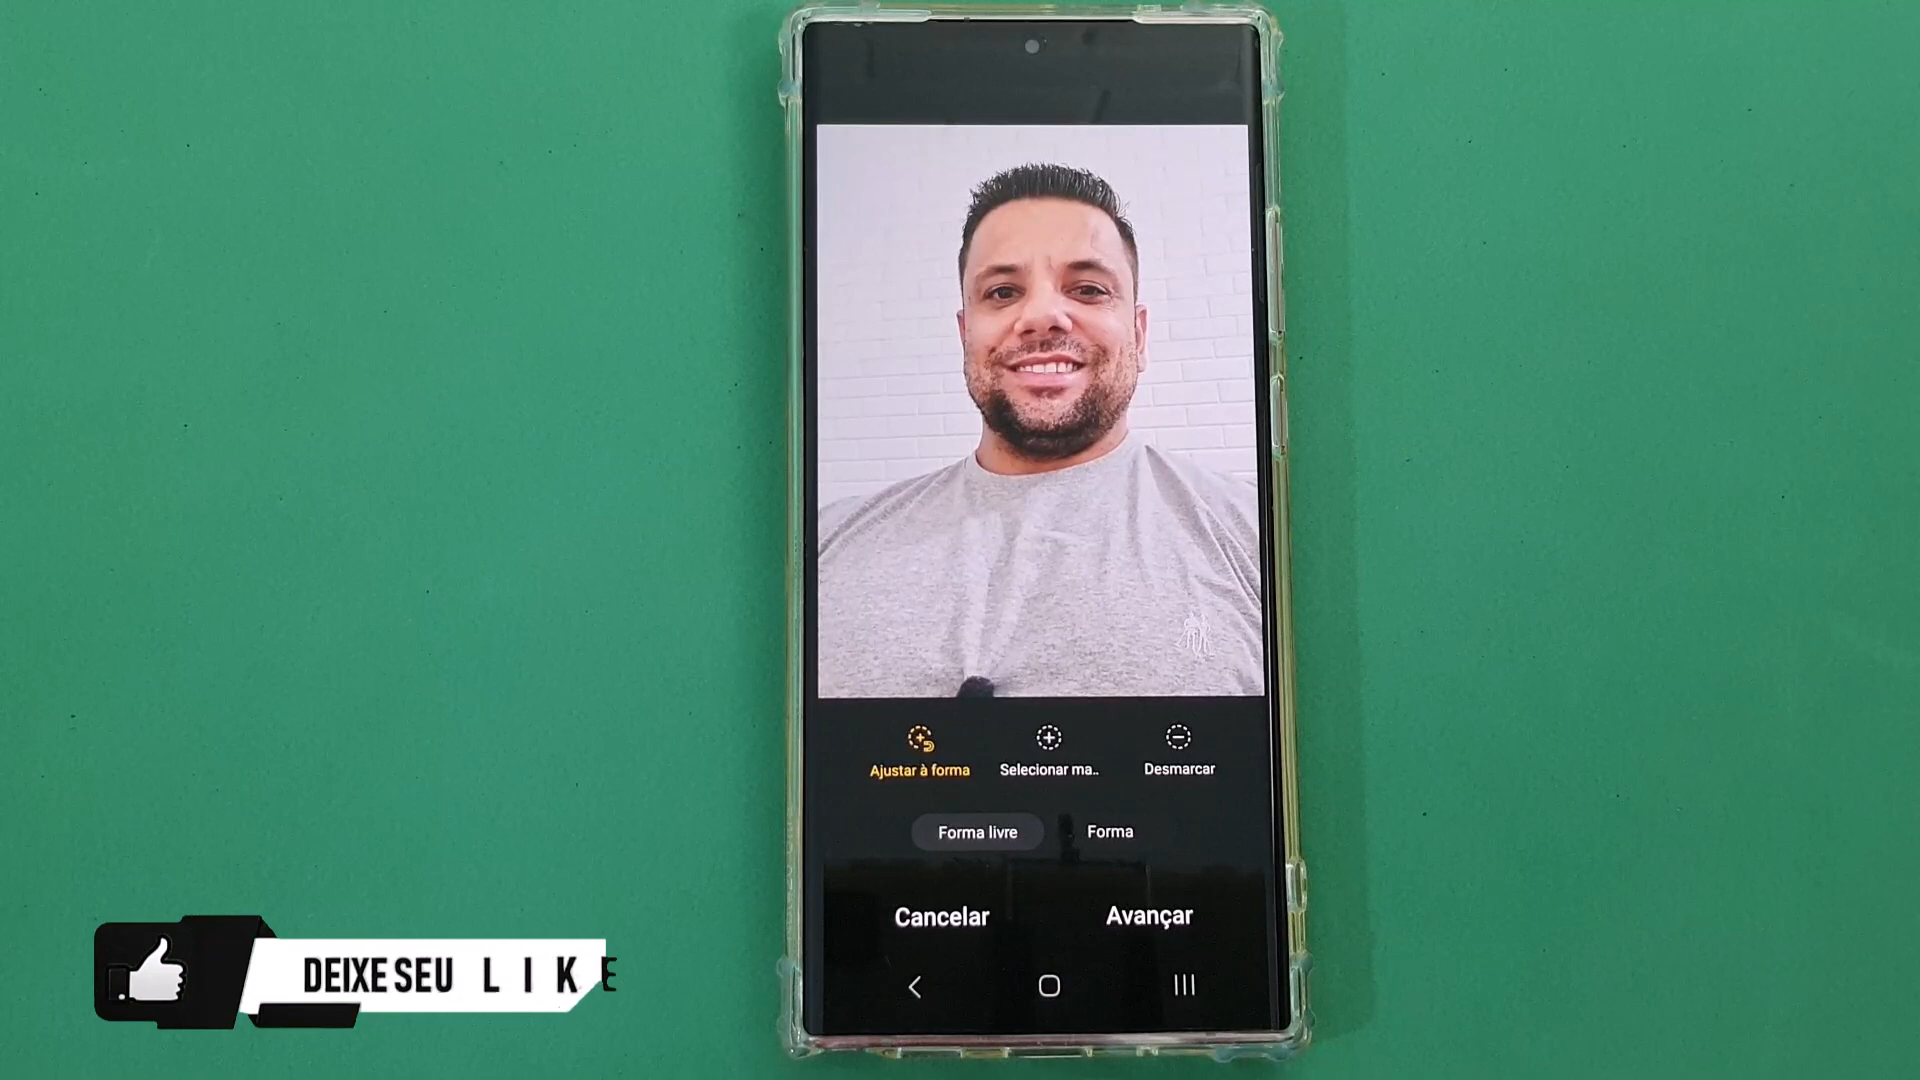 Ajustar à forma
Selecionar ma..
Desmarcar
Forma livre
Forma
Cancelar
Avançar
DEIXE SEU LIKE